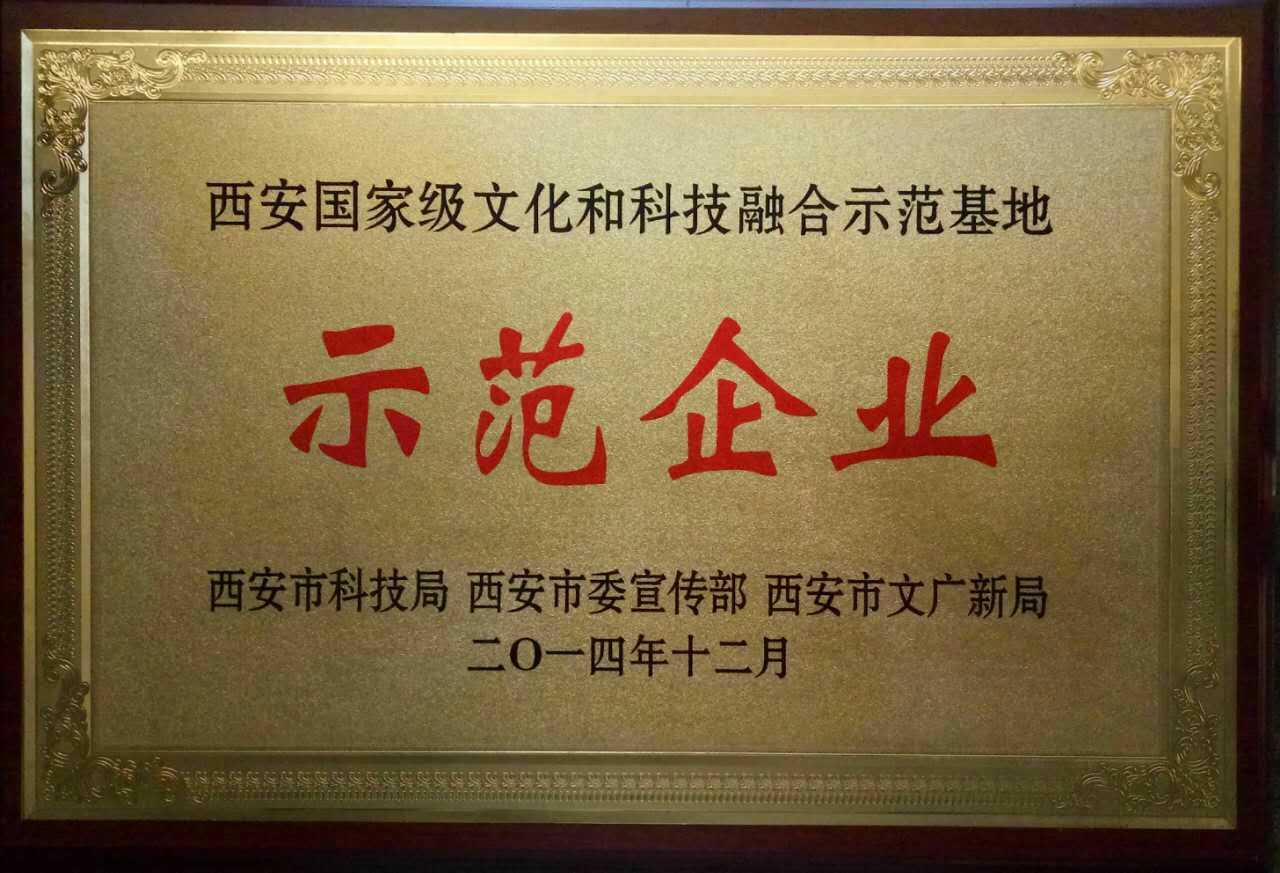 西安国家级文化和科技融合示范基地
示范企业
西安市科技局 西安市委宣传部 西安市文广新局
二〇一四年十二月